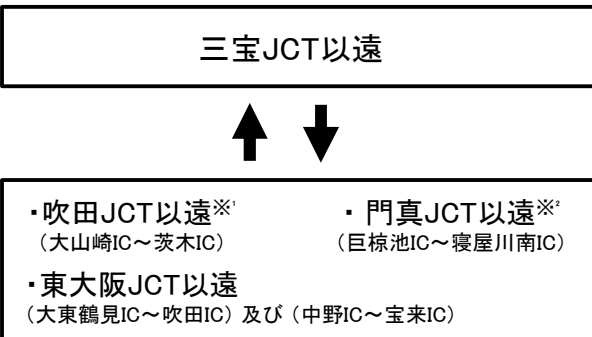 三宝JCT以遠
・吹田JCT以遠※¹ ・門真JCT以遠※²
(大山崎IC～茨木IC) (巨椋池IC～寝屋川南IC)
・東大阪JCT以遠
(大東鶴見IC～吹田IC) 及び (中野IC～宝来IC)